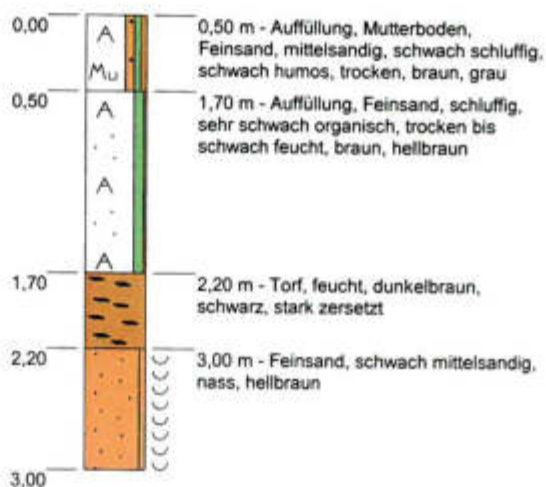 0,00
0,50 m - Auffüllung, Mutterboden,
Feinsand, mittelsandig, schwach schluffig,
schwach humos, trocken, braun, grau
A
Mu
0,50
1,70 m - Auffüllung, Feinsand, schluffig,
sehr schwach organisch, trocken bis
schwach feucht, braun, hellbraun
A
A
A
1,70
2,20 m - Torf, feucht, dunkelbraun,
schwarz, stark zersetzt
2,20
3,00 m - Feinsand, schwach mittelsandig,
nass, hellbraun
3,00